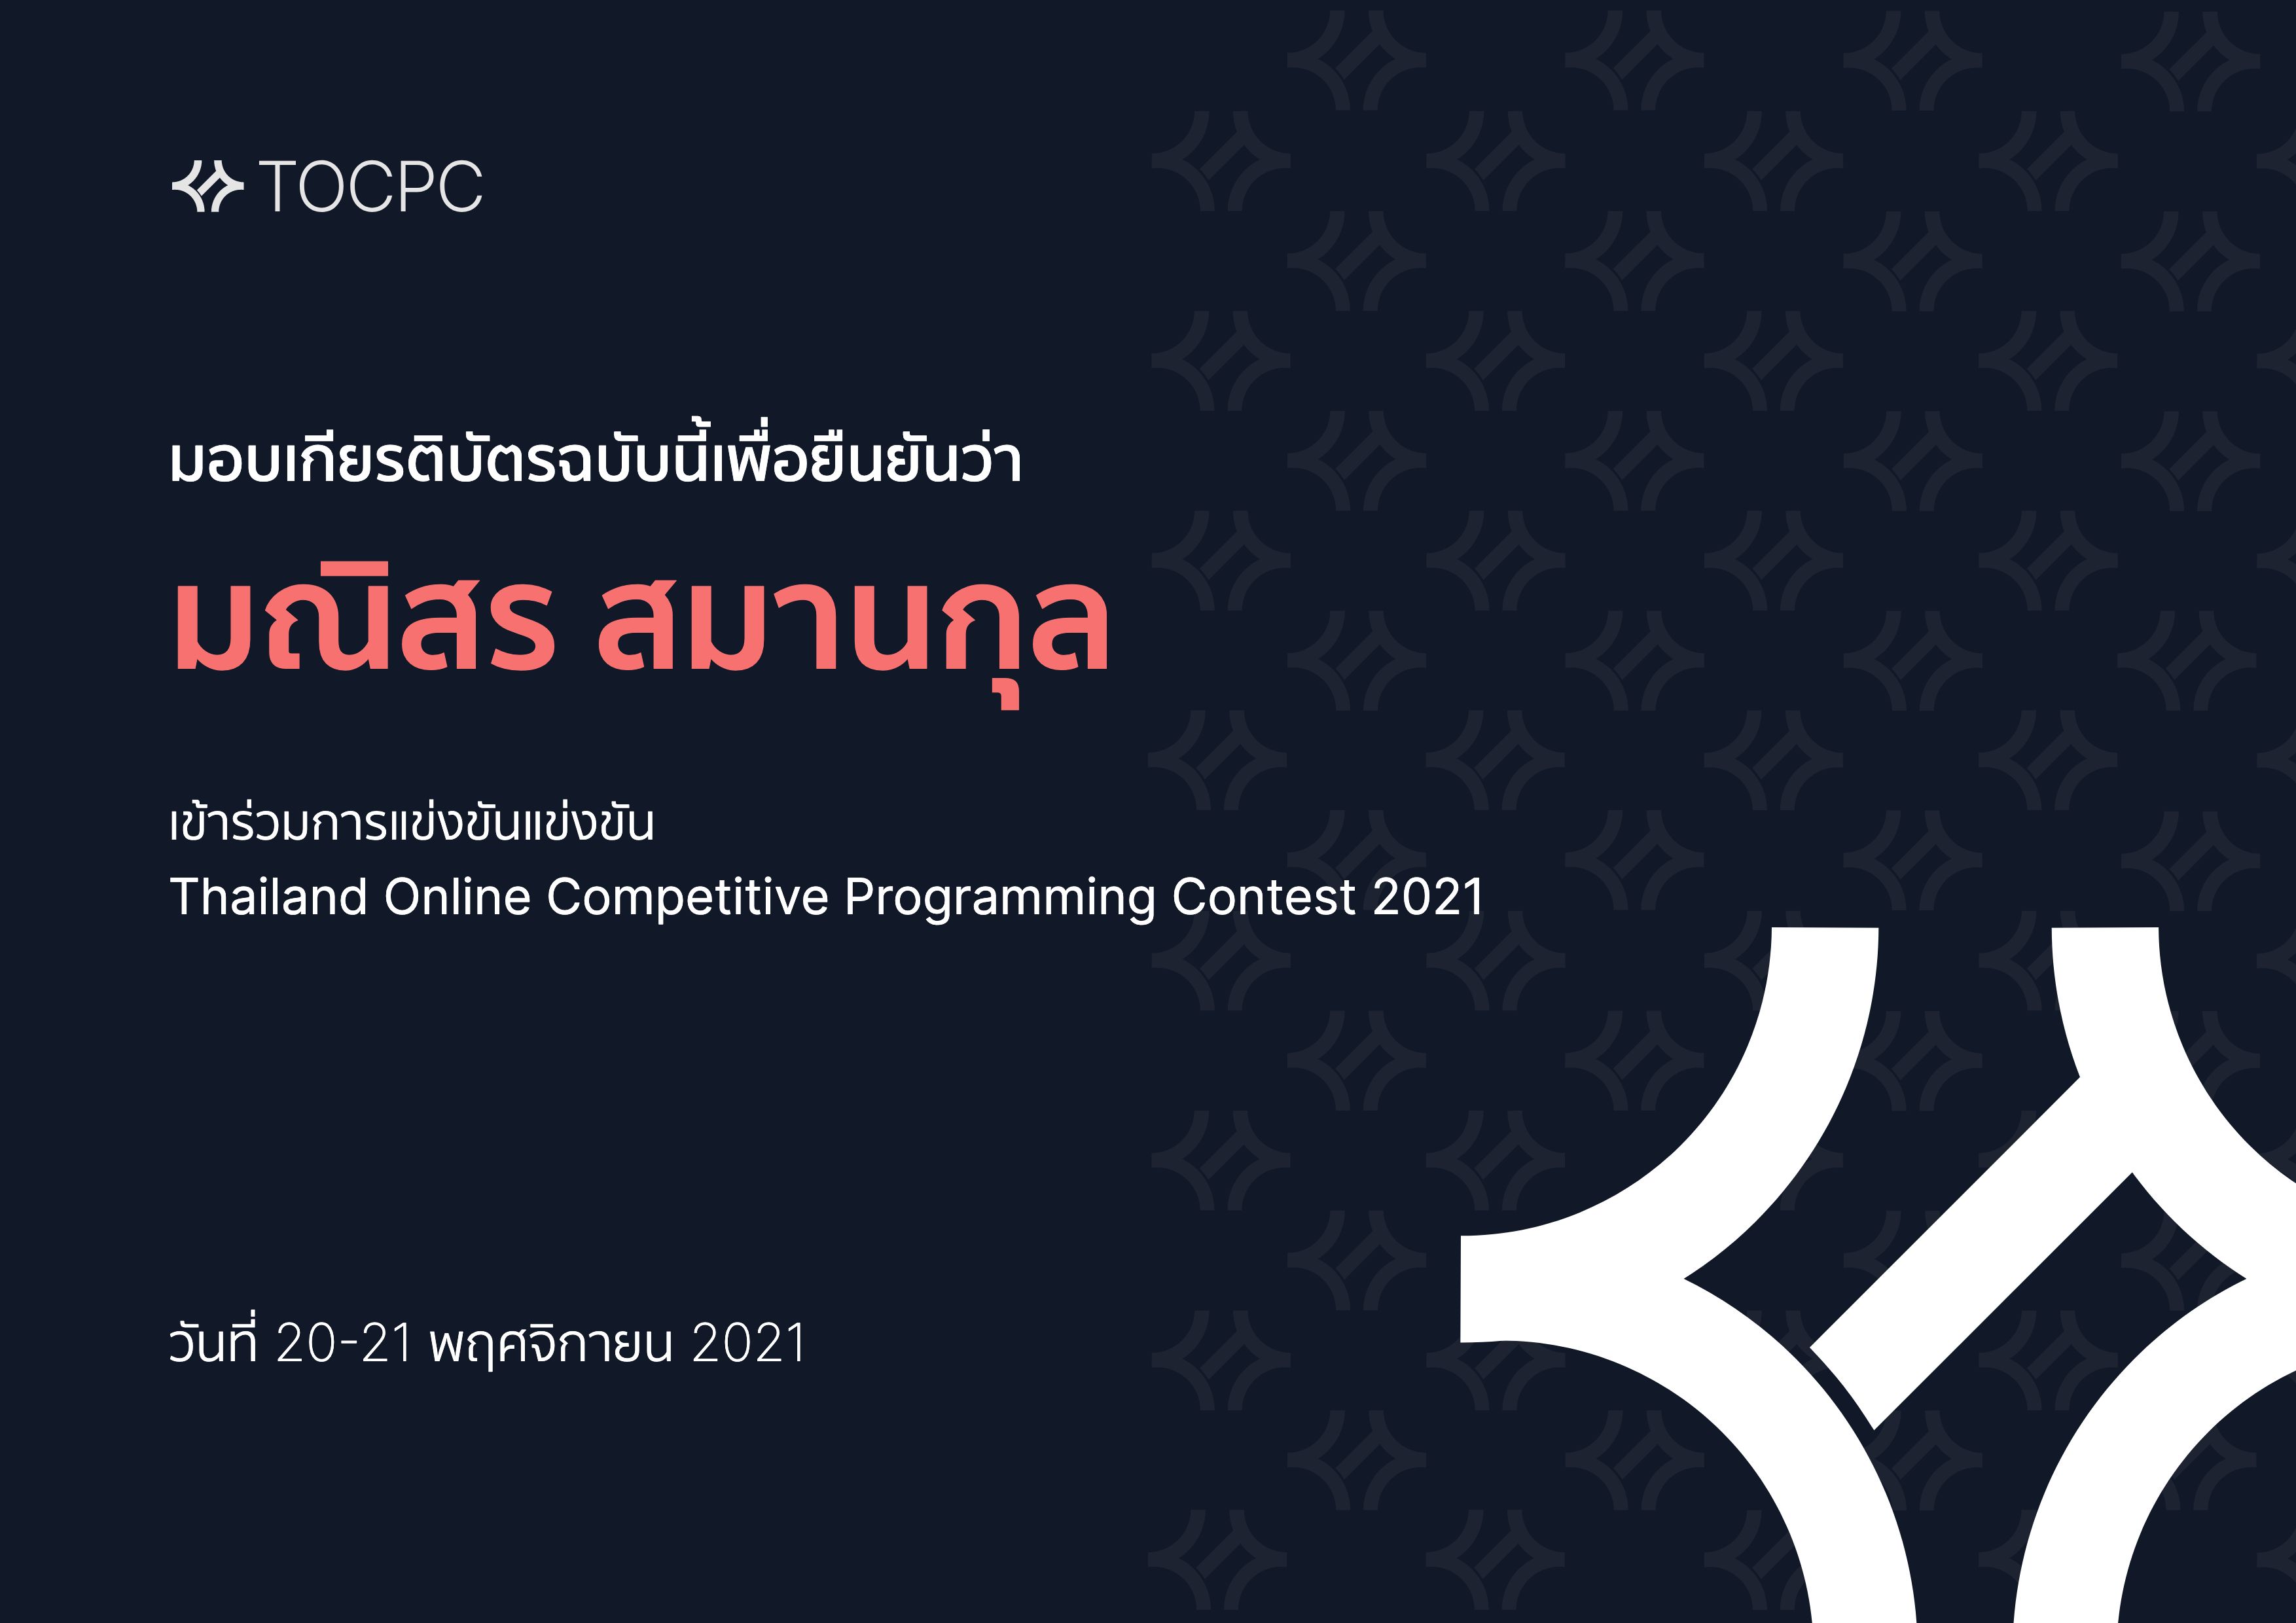 TOCPC
มอบเกียรติบัตรฉบับนี้เพื่อยืนยันว่า
มณิสร สมานกุล
เข้าร่วมการแข่งขันแข่งขัน
Thailand Online Competitive Programming Contest 2021
วันที่ 20-21 พฤศจิกายน 2021